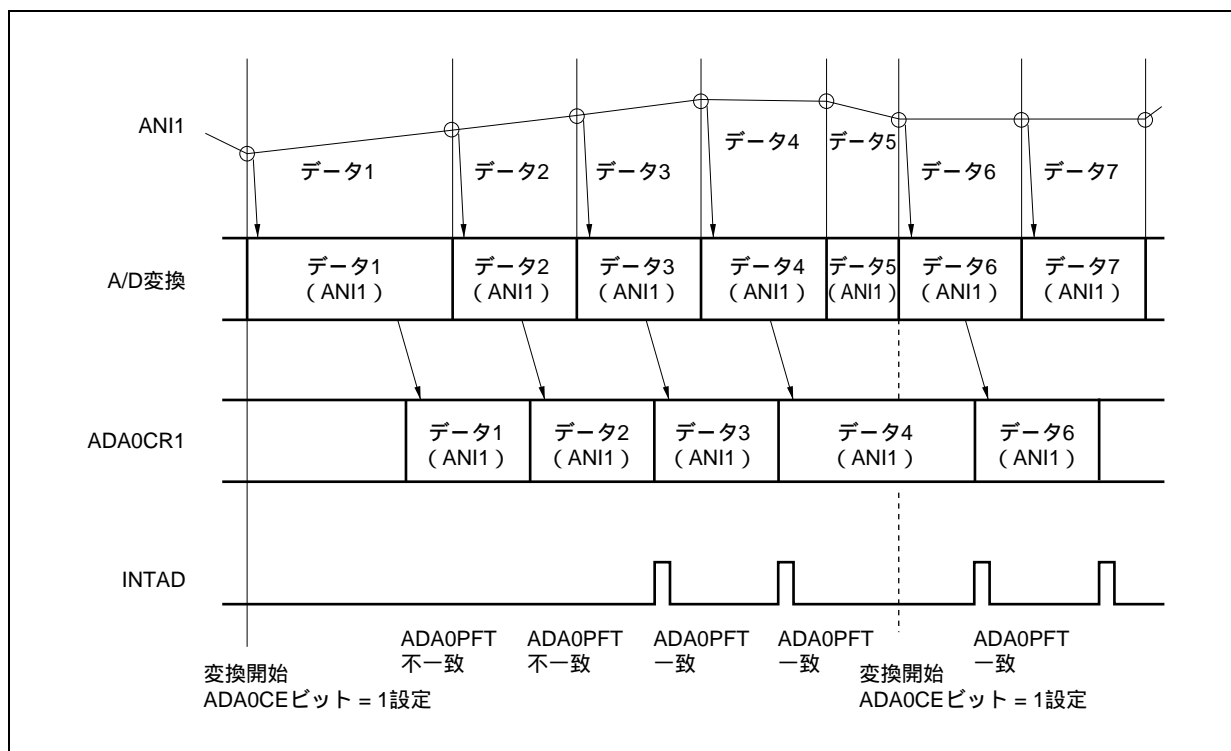 ANI1
データ1
データ2
データ3
データ4
データ5
データ6
データ7
A/D変換
データ1
（ANI1）
データ2
（ANI1）
データ3
（ANI1）
データ4
（ANI1）
データ5
（ANI1）
データ6
（ANI1）
データ7
（ANI1）
ADA0CR1
データ1
（ANI1）
データ2
（ANI1）
データ3
（ANI1）
データ4
（ANI1）
データ6
（ANI1）
INTAD
ADA0PFT
不一致
ADA0PFT
不一致
ADA0PFT
一致
ADA0PFT
一致
ADA0PFT
一致
変換開始
ADA0CEビット = 1設定
変換開始
ADA0CEビット = 1設定